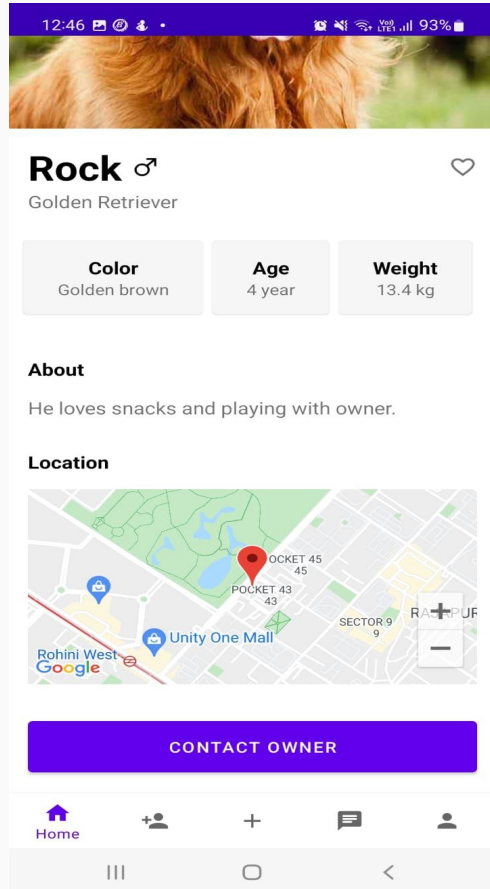 12:46
Vo)) LTE1 93%
Rock
Golden Retriever
Color
Golden brown
Age
4 year
Weight
13.4 kg
About
He loves snacks and playing with owner.
Location
OCKET 45
45
POCKET 43
43
SECTOR 9
9
Unity One Mall
Rohini West
Google
CONTACT OWNER
Home